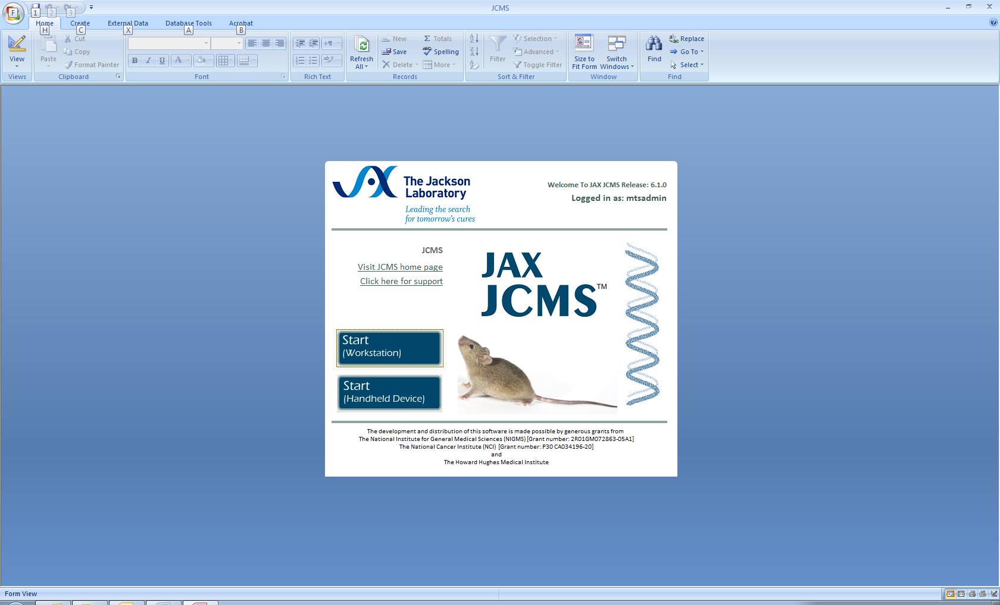 JCMS
F
1
2
3
Home
Create
External Data
Database Tools
Acrobat
H
C
X
A
B
View
Views
Paste
Cut
Copy
Format Painter
Clipboard
B I U
A
Font
ab
Rich Text
Refresh
All
New
Save
Delete
Totals
ABC
Spelling
More
Records
A
Z
Z
A
A
Z
Filter
Selection
Advanced
Toggle Filter
Sort & Filter
Size to
Fit Form
Switch
Windows
Window
Find
Replace
Go To
Select
Find
JAX
The Jackson
Laboratory
Leading the search
for tomorrow's cures
Welcome To JAX JCMS Release: 6.1.0
Logged in as: mtsadmin
JCMS
Visit JCMS home page
Click here for support
JAX
JCMS™
Start
(Workstation)
Start
(Handheld Device)
The development and distribution of this software is made possible by generous grants from
The National Institute for General Medical Sciences (NIGMS) [Grant number: 2R01GM072863-05A1]
The National Cancer Institute (NCI) [Grant number: P30 CA034196-20]
and
The Howard Hughes Medical Institute
Form View